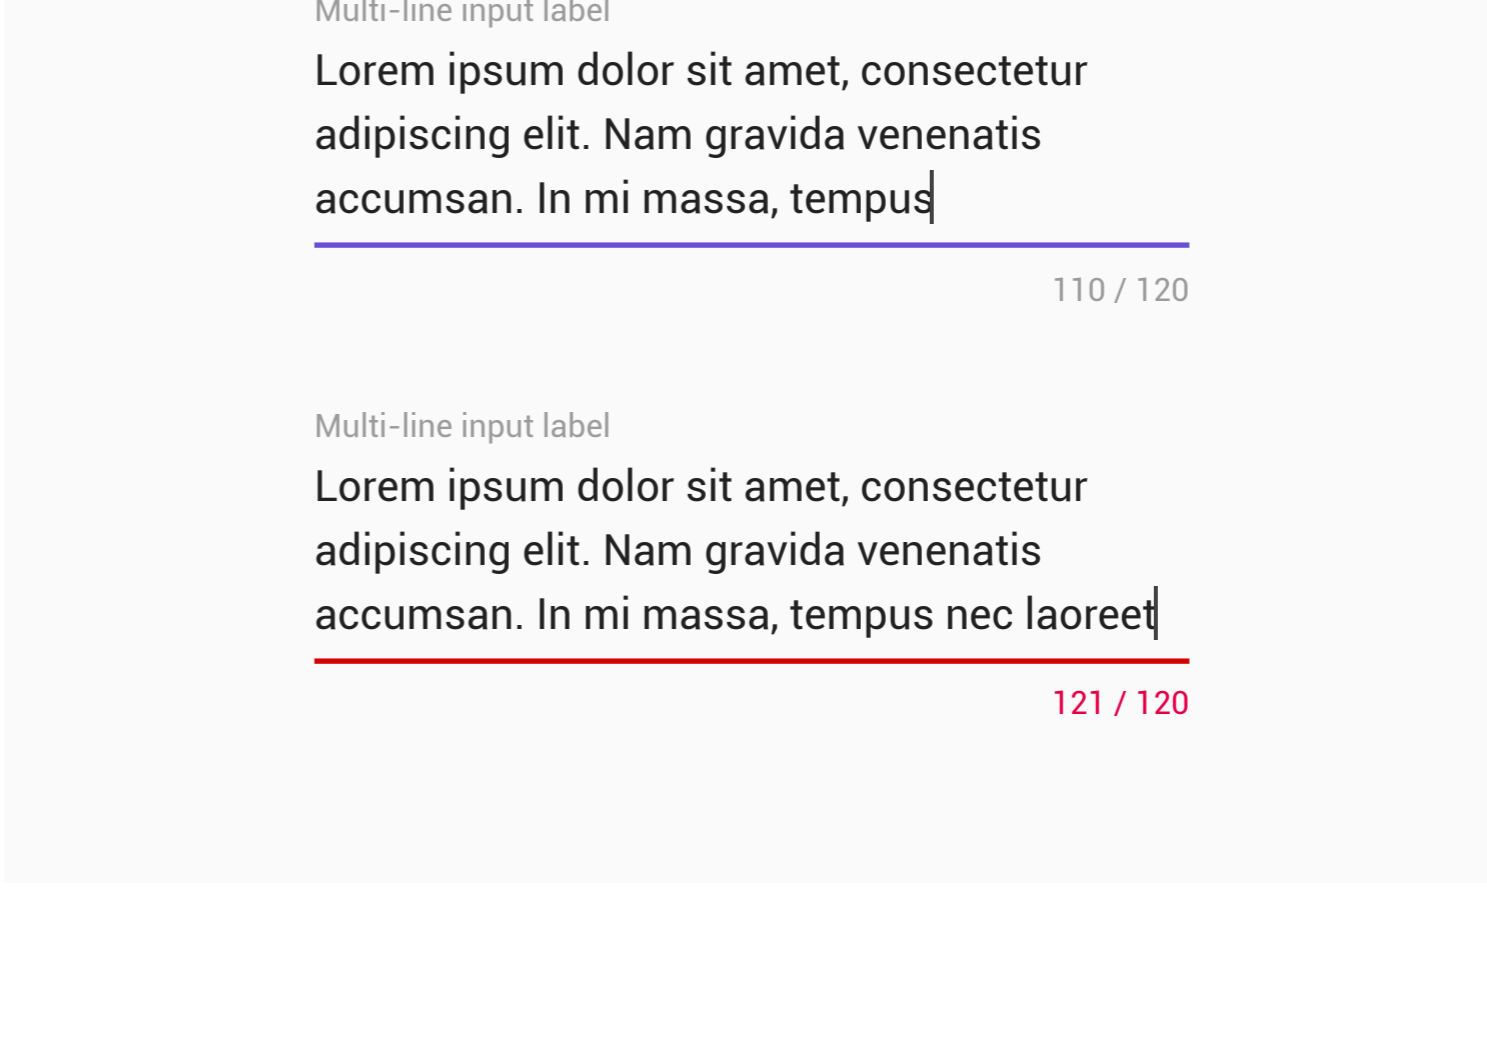 Multi-line input label
Lorem ipsum dolor sit amet, consectetur
adipiscing elit. Nam gravida venenatis
accumsan. In mi massa, tempus
110 / 120
Multi-line input label
Lorem ipsum dolor sit amet, consectetur
adipiscing elit. Nam gravida venenatis
accumsan. In mi massa, tempus nec laoreet
121 / 120